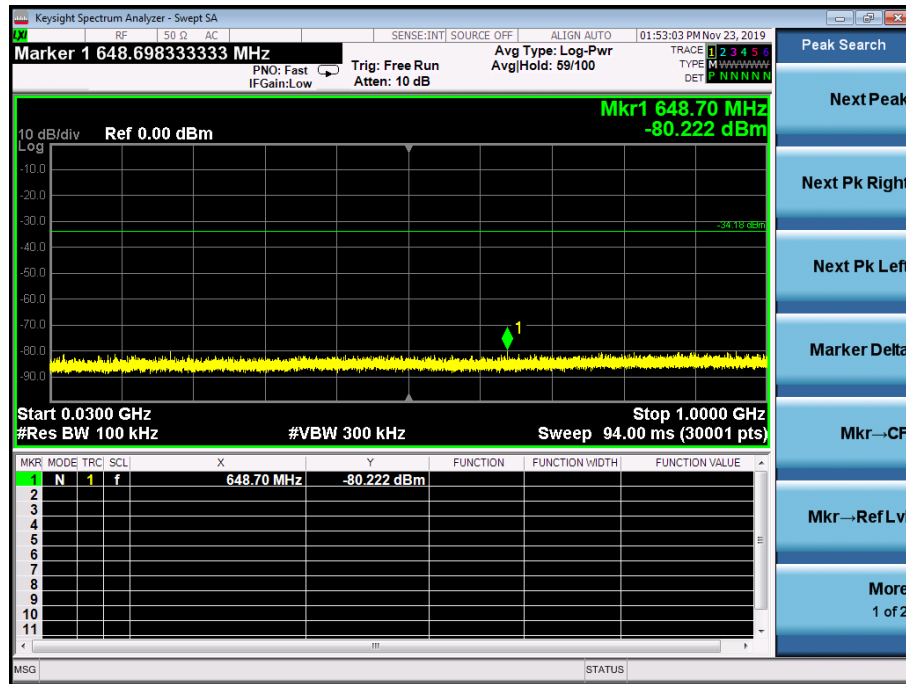 Keysight Spectrum Analyzer - Swept SA
LXI RF 50 Ω AC SENSE:INT SOURCE OFF ALIGN AUTO 01:53:03 PM Nov 23, 2019
Marker 1 648.698333333 MHz
PNO: Fast
IFGain:Low
Trig: Free Run
Atten: 10 dB
Avg Type: Log-Pwr
Avg|Hold: 59/100
TRACE 1 2 3 4 5 6
TYPE M WWWWW
DET P N N N N N
Mkr1 648.70 MHz
-80.222 dBm
10 dB/div Ref 0.00 dBm
Log
-10.0
-20.0
-30.0
-34.18 dBm
-40.0
-50.0
-60.0
-70.0
1
-80.0
-90.0
Start 0.0300 GHz Stop 1.0000 GHz
#Res BW 100 kHz #VBW 300 kHz Sweep 94.00 ms (30001 pts)
MKR MODE TRC SCL X Y FUNCTION FUNCTION WIDTH FUNCTION VALUE
1 N 1 f 648.70 MHz -80.222 dBm
2
3
4
5
6
7
8
9
10
11
MSG STATUS
Peak Search
Next Peak
Next Pk Right
Next Pk Left
Marker Delta
Mkr→CF
Mkr→Ref Lvl
More
1 of 2